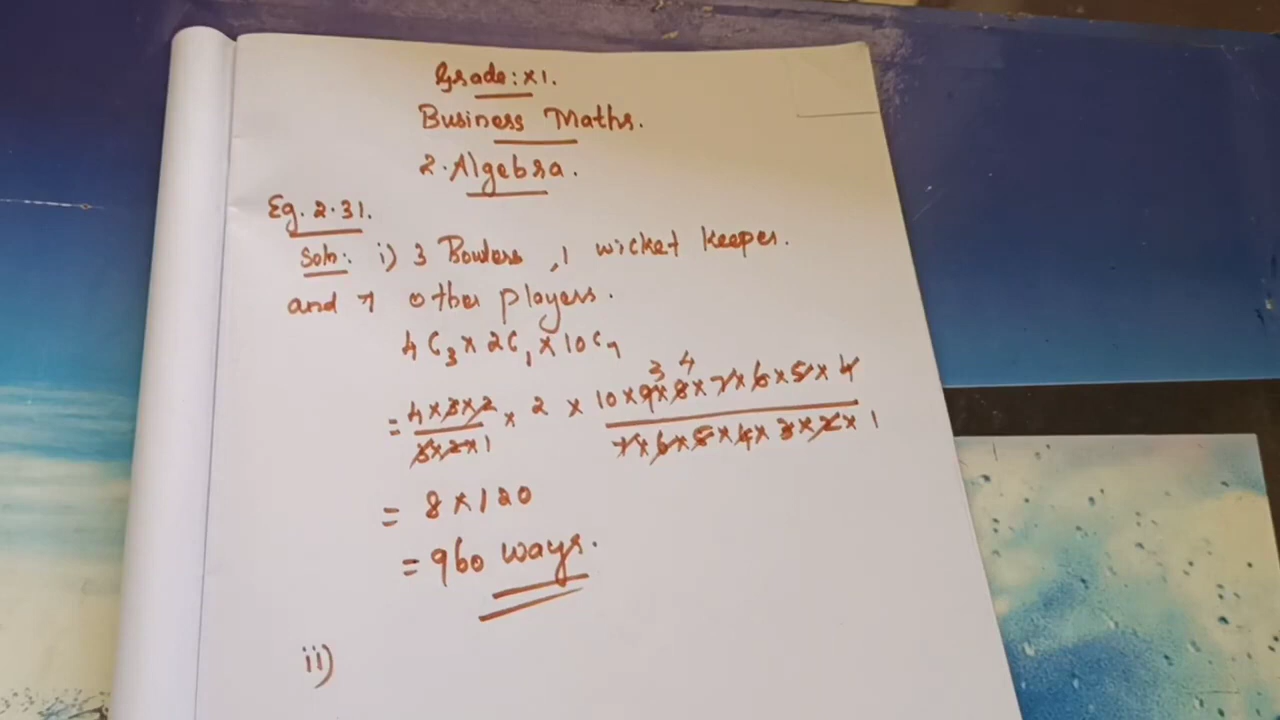 Grade: XI.
Business Maths.
2. Algebra.
Eg. 2.31.
Soln: i) 3 Bowlers, 1 wicket keeper.
and 7 other players.
4C₃ × 2C₁ × 10C₇
3 4
= 4×3×2 / 3×2×1 × 2 × 10×9×8×7×6×5×4 / 7×6×5×4×3×2×1
= 8 × 120
= 960 ways.
ii)